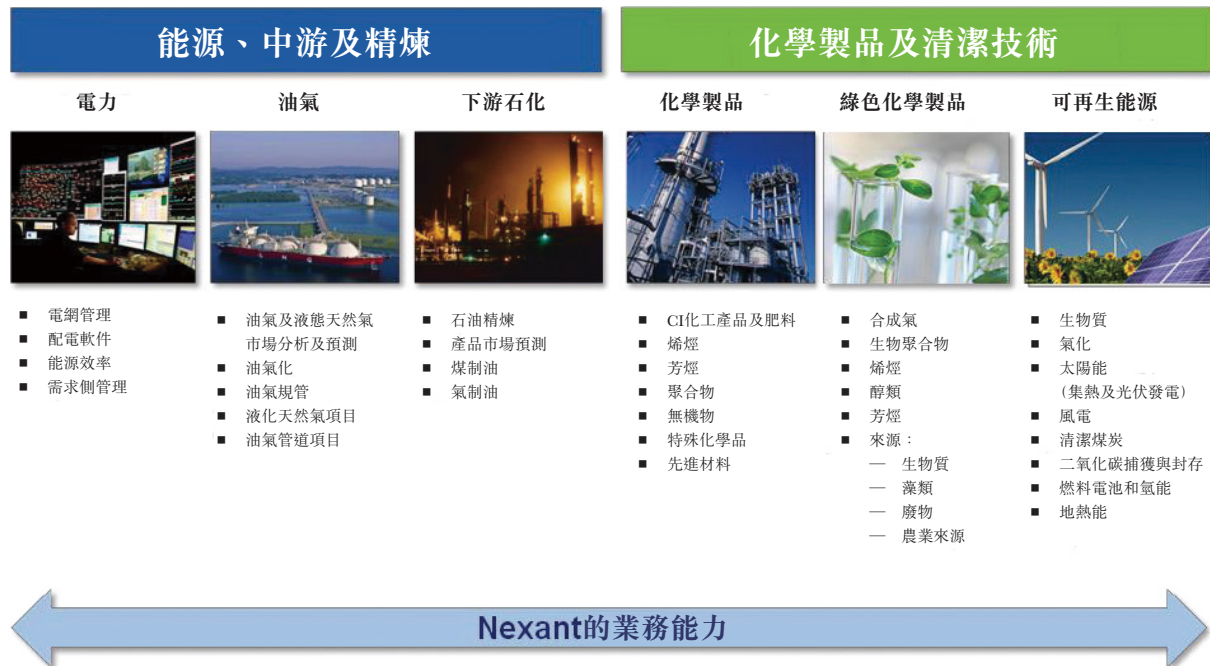 能源、中游及精煉
化學製品及清潔技術
電力
油氣
下游石化
化學製品
綠色化學製品
可再生能源
LNG
■ 電網管理
■ 配電軟件
■ 能源效率
■ 需求側管理
■ 油氣及液態天然氣
市場分析及預測
■ 油氣化
■ 油氣規管
■ 液化天然氣項目
■ 油氣管道項目
■ 石油精煉
■ 產品市場預測
■ 煤制油
■ 氣制油
■ CI化工產品及肥料
■ 烯烴
■ 芳烴
■ 聚合物
■ 無機物
■ 特殊化學品
■ 先進材料
■ 合成氣
■ 生物聚合物
■ 烯烴
■ 醇類
■ 芳烴
■ 來源：
— 生物質
— 藻類
— 廢物
— 農業來源
■ 生物質
■ 氣化
■ 太陽能
（集熱及光伏發電）
■ 風電
■ 清潔煤炭
■ 二氧化碳捕獲與封存
■ 燃料電池和氫能
■ 地熱能
Nexant的業務能力